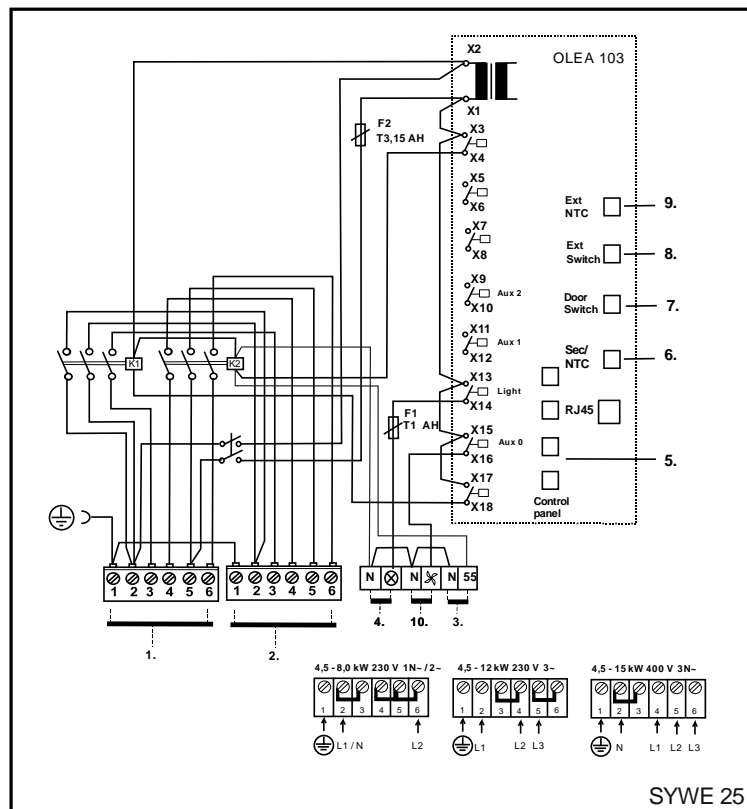 X2
OLEA 103
X1
F2
T3,15 AH
X3
X4
X5
X6
Ext
NTC
9.
X7
X8
Ext
Switch
8.
X9
X10
Aux 2
Door
Switch
7.
X11
X12
Aux 1
Sec/
NTC
6.
K1
K2
X13
X14
Light
RJ45
F1
T1 AH
X15
X16
Aux 0
5.
X17
X18
Control
panel
N
N
N
55
1 2 3 4 5 6
1 2 3 4 5 6
4.
10.
3.
1.
2.
4,5 - 8,0 kW 230 V 1N~ / 2~
1 2 3 4 5 6
L1 / N
L2
4,5 - 12 kW 230 V 3~
1 2 3 4 5 6
L1
L2 L3
4,5 - 15 kW 400 V 3N~
1 2 3 4 5 6
N
L1 L2 L3
SYWE 25